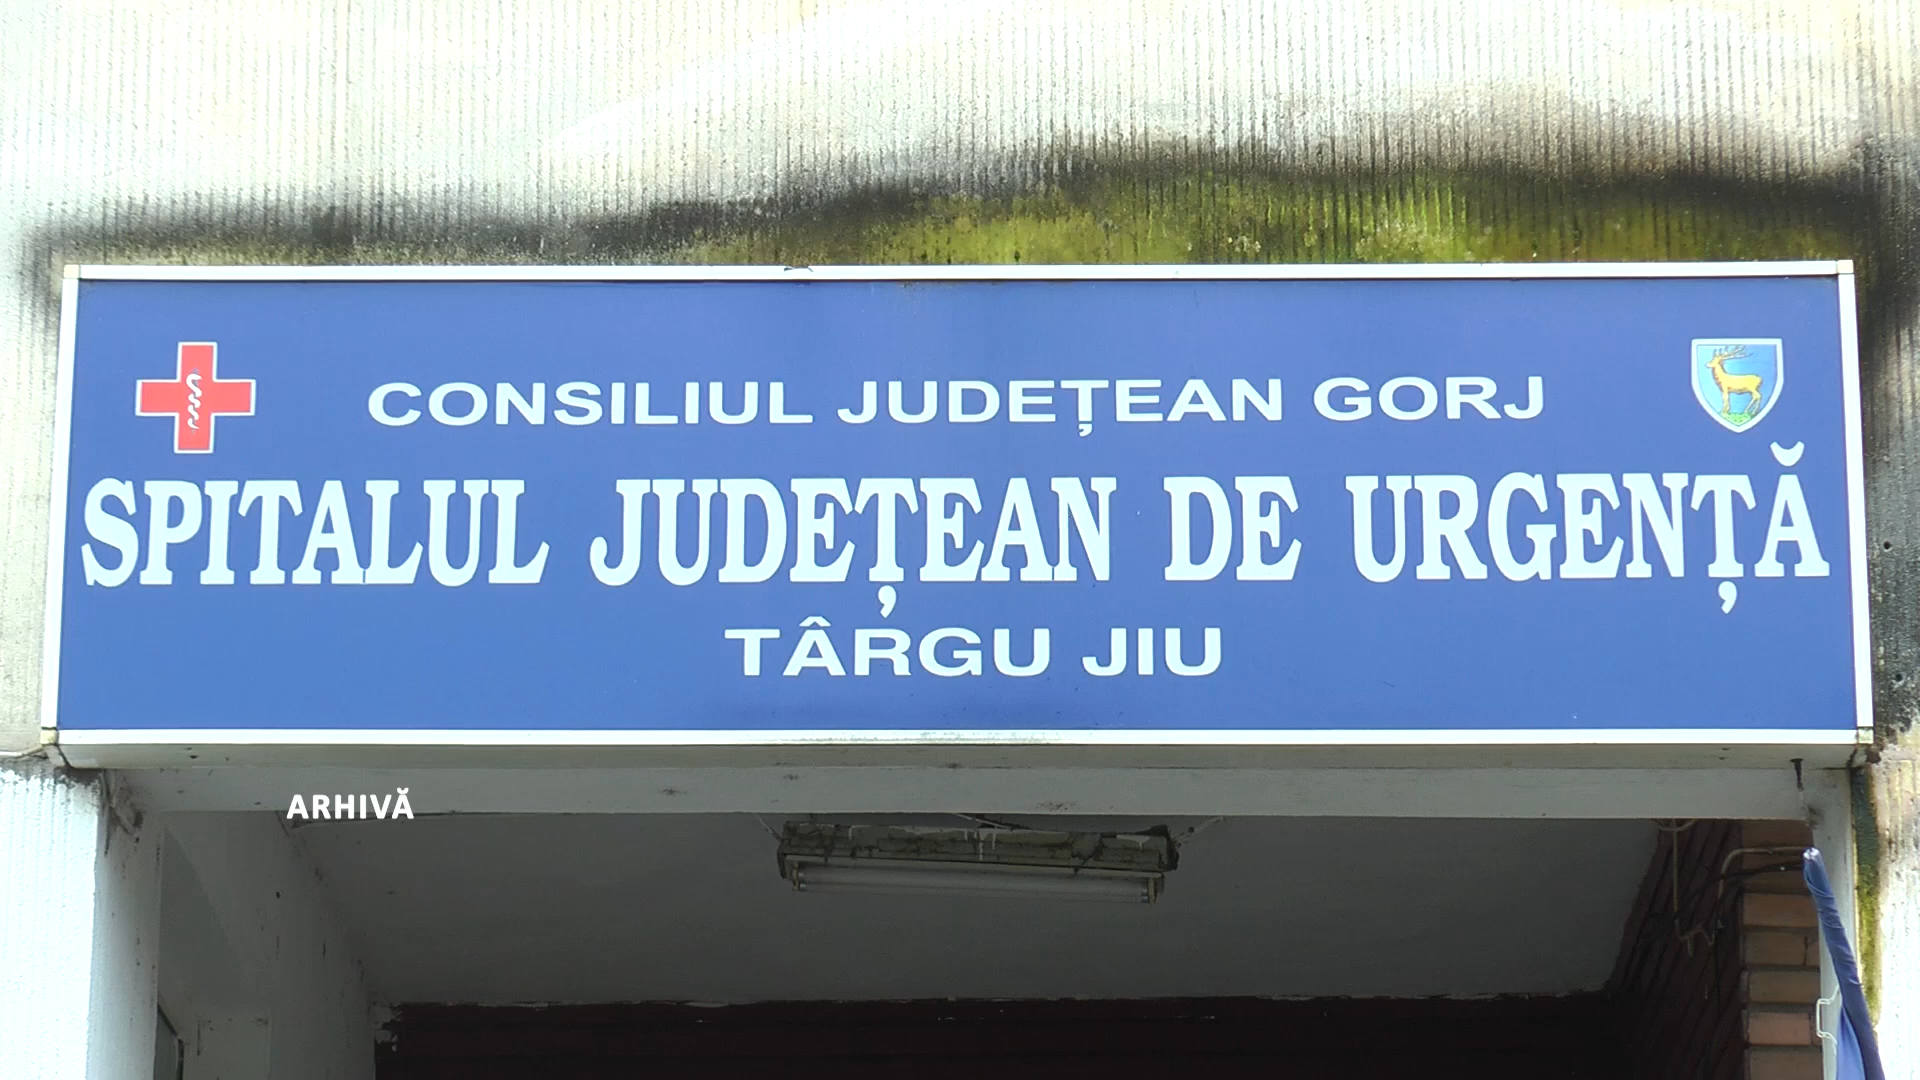 CONSILIUL JUDEȚEAN GORJ
SPITALUL JUDEȚEAN DE URGENȚĂ
TÂRGU JIU
ARHIVĂ